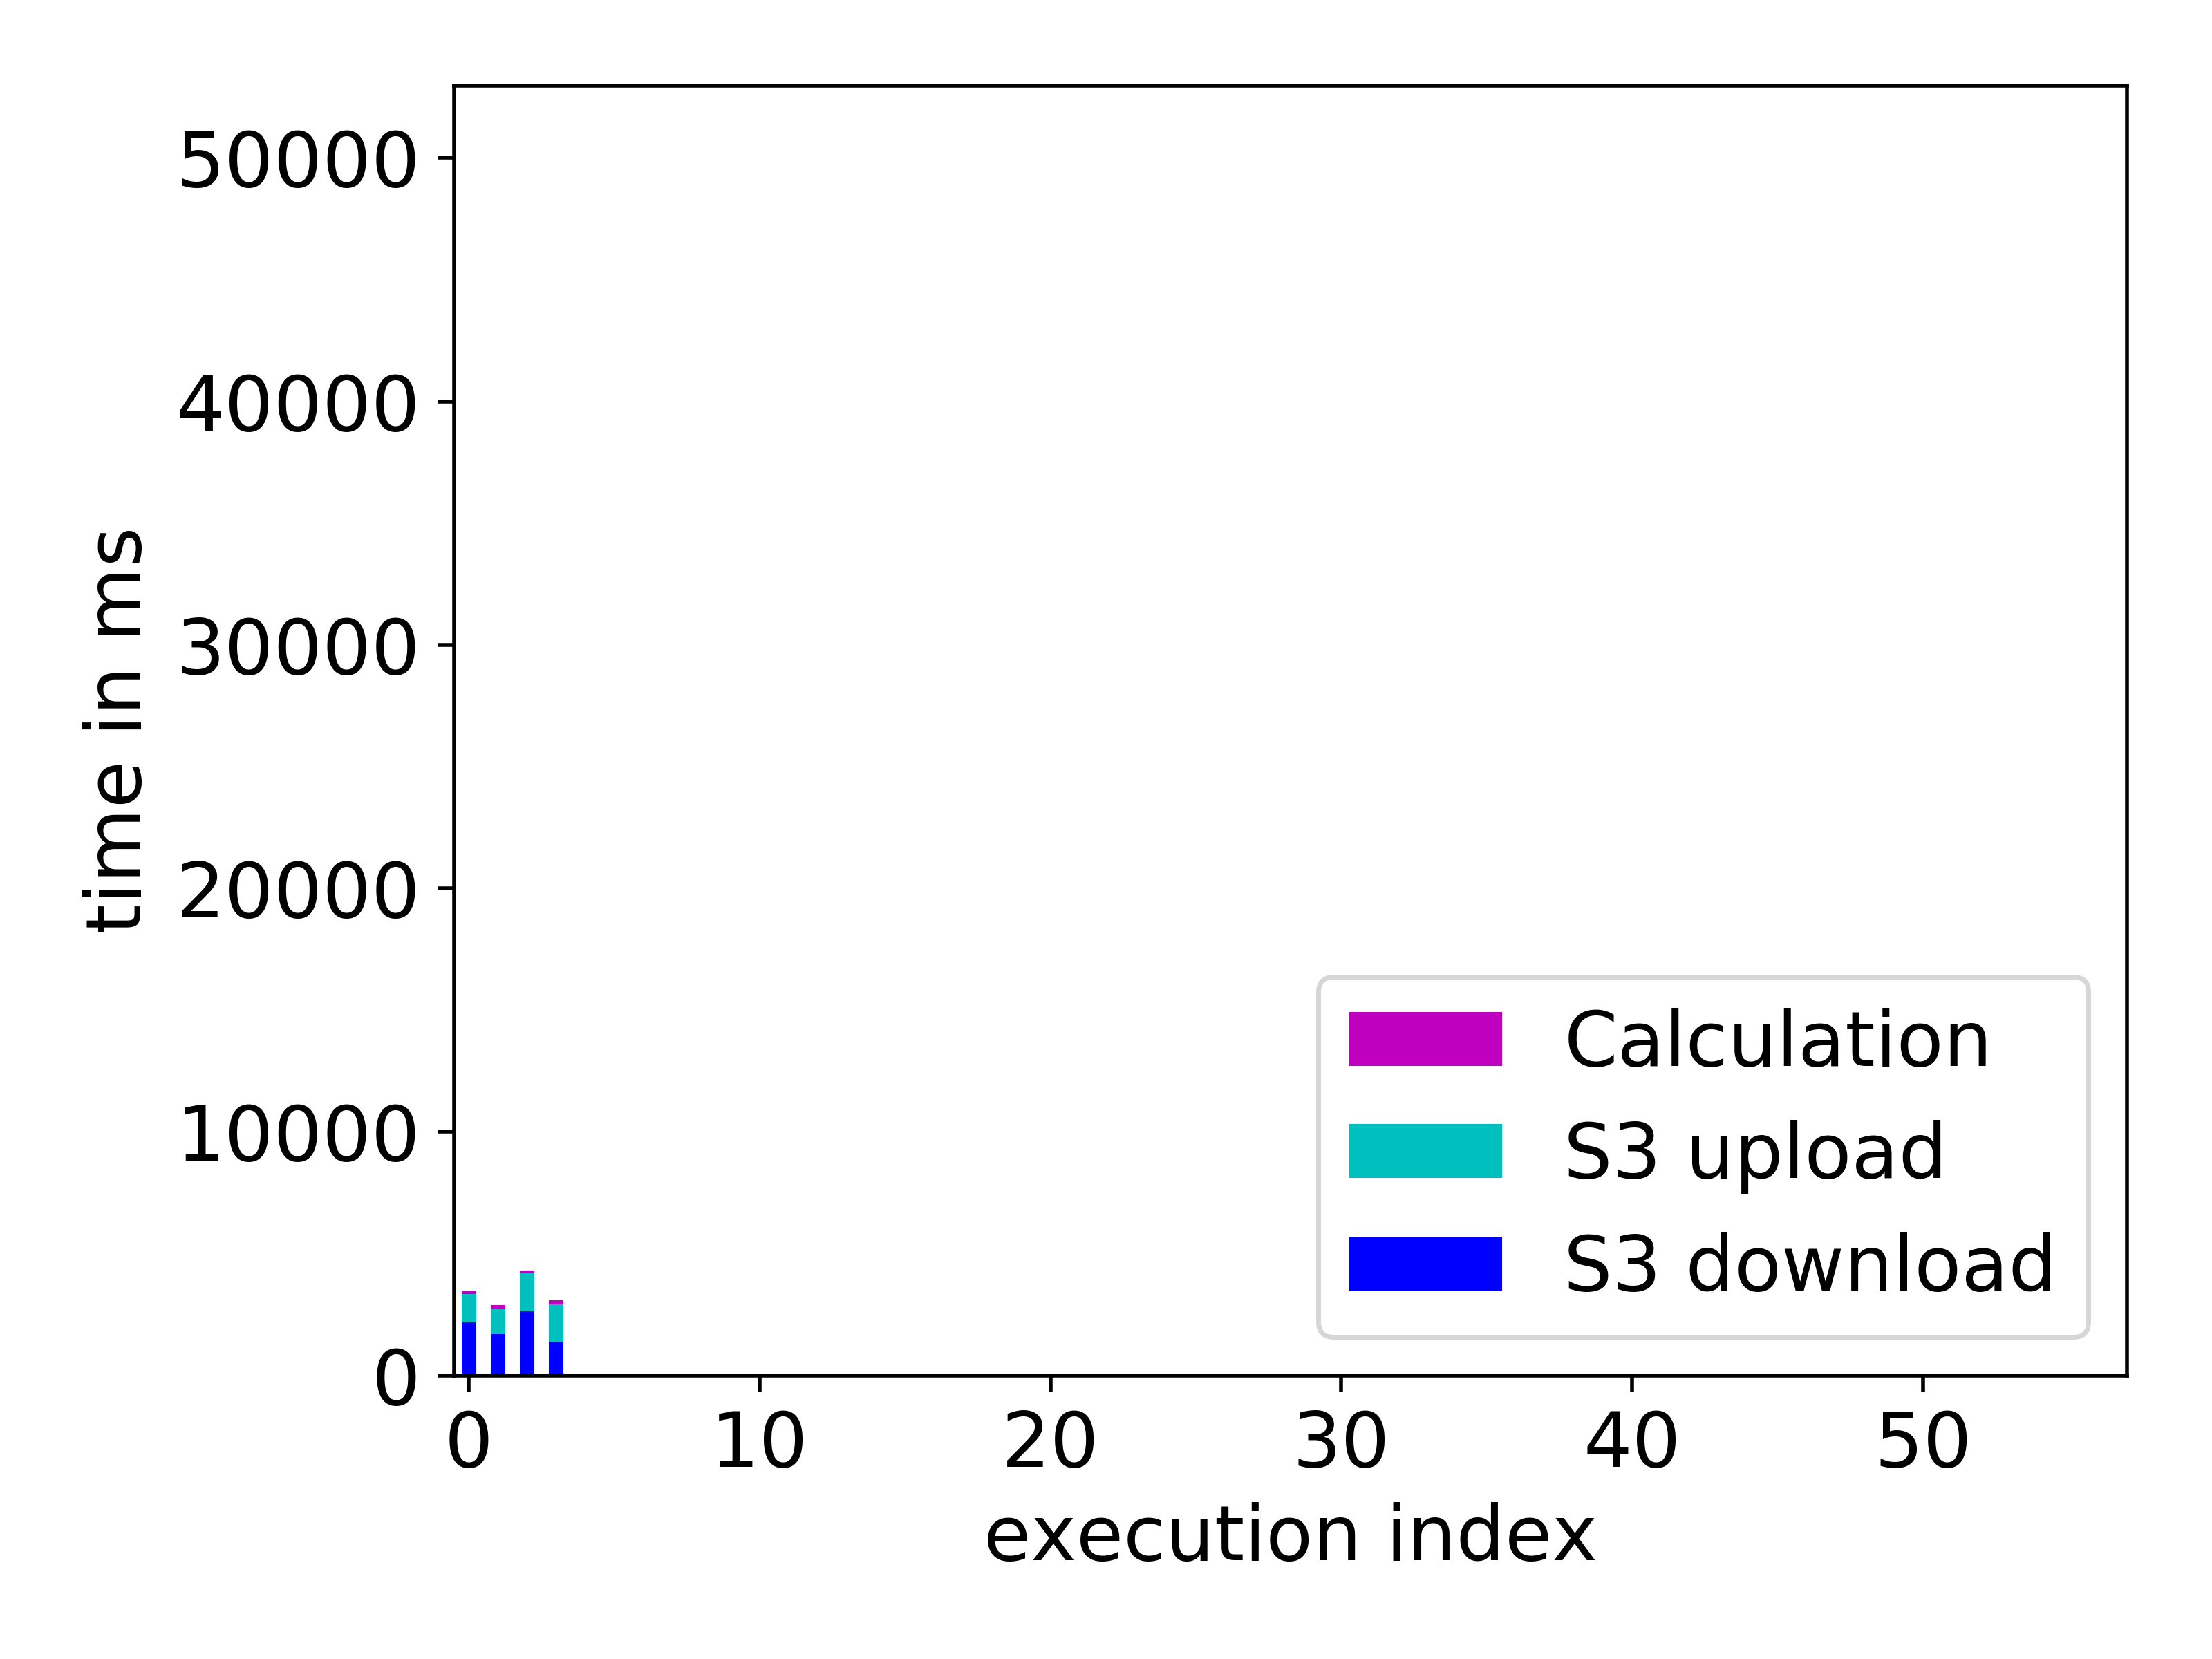 50000
40000
30000
20000
10000
0
time in ms
Calculation
S3 upload
S3 download
0 10 20 30 40 50
execution index